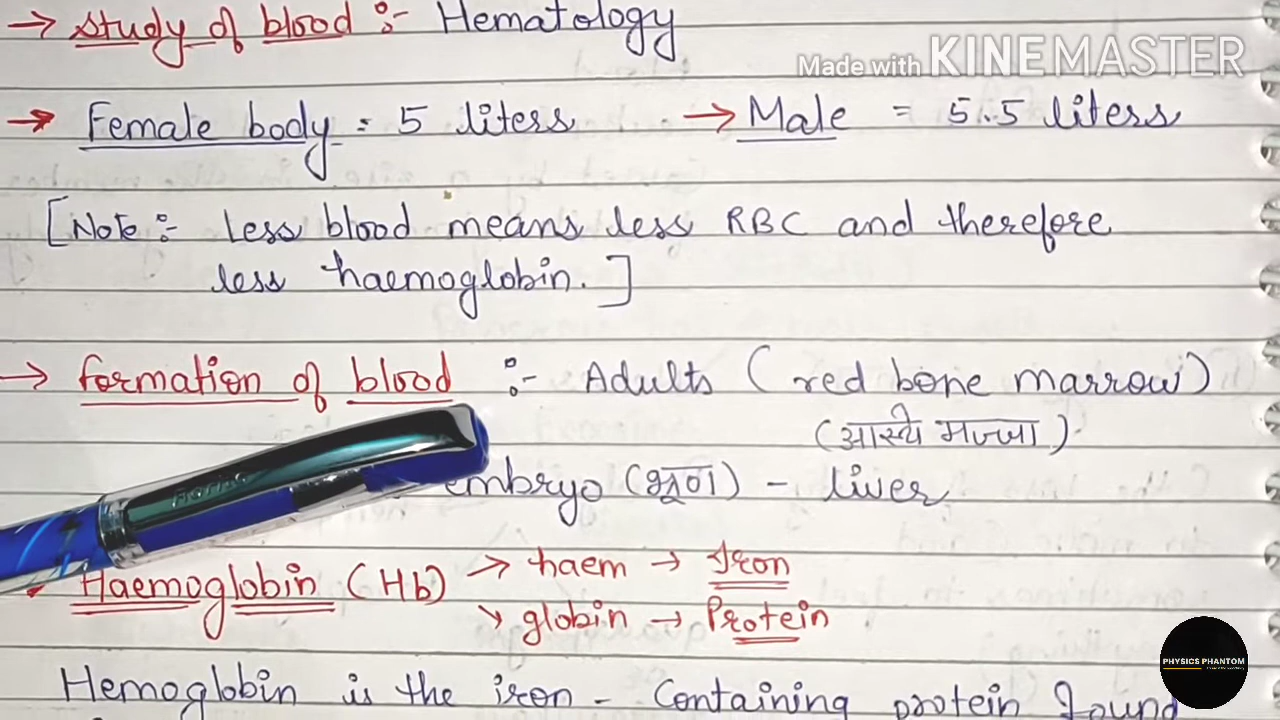 → Study of blood :- Hematology
Made with KINEMASTER
→ Female body = 5 liters → Male = 5.5 liters
[Note :- Less blood means less RBC and therefore
less haemoglobin.]
→ formation of blood :- Adults (red bone marrow)
(आस्थि मज्जा)
embryo (भ्रूण) - liver
Haemoglobin (Hb) → haem → Iron
↘ globin → Protein
PHYSICS PHANTOM
Hemoglobin is the iron - Containing protein found